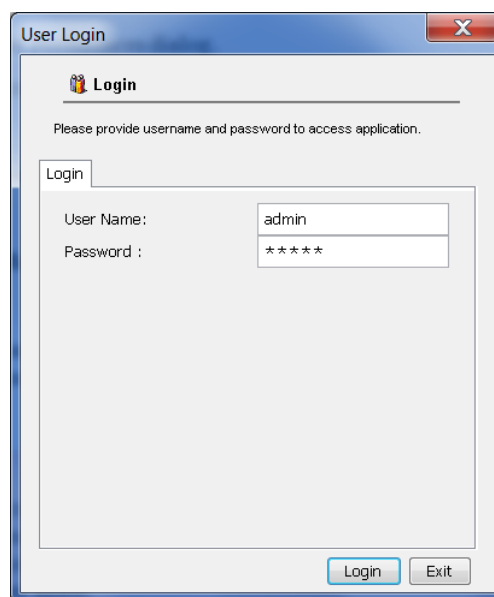 User Login
Login
Please provide username and password to access application.
Login
User Name: admin
Password : *****
Login Exit